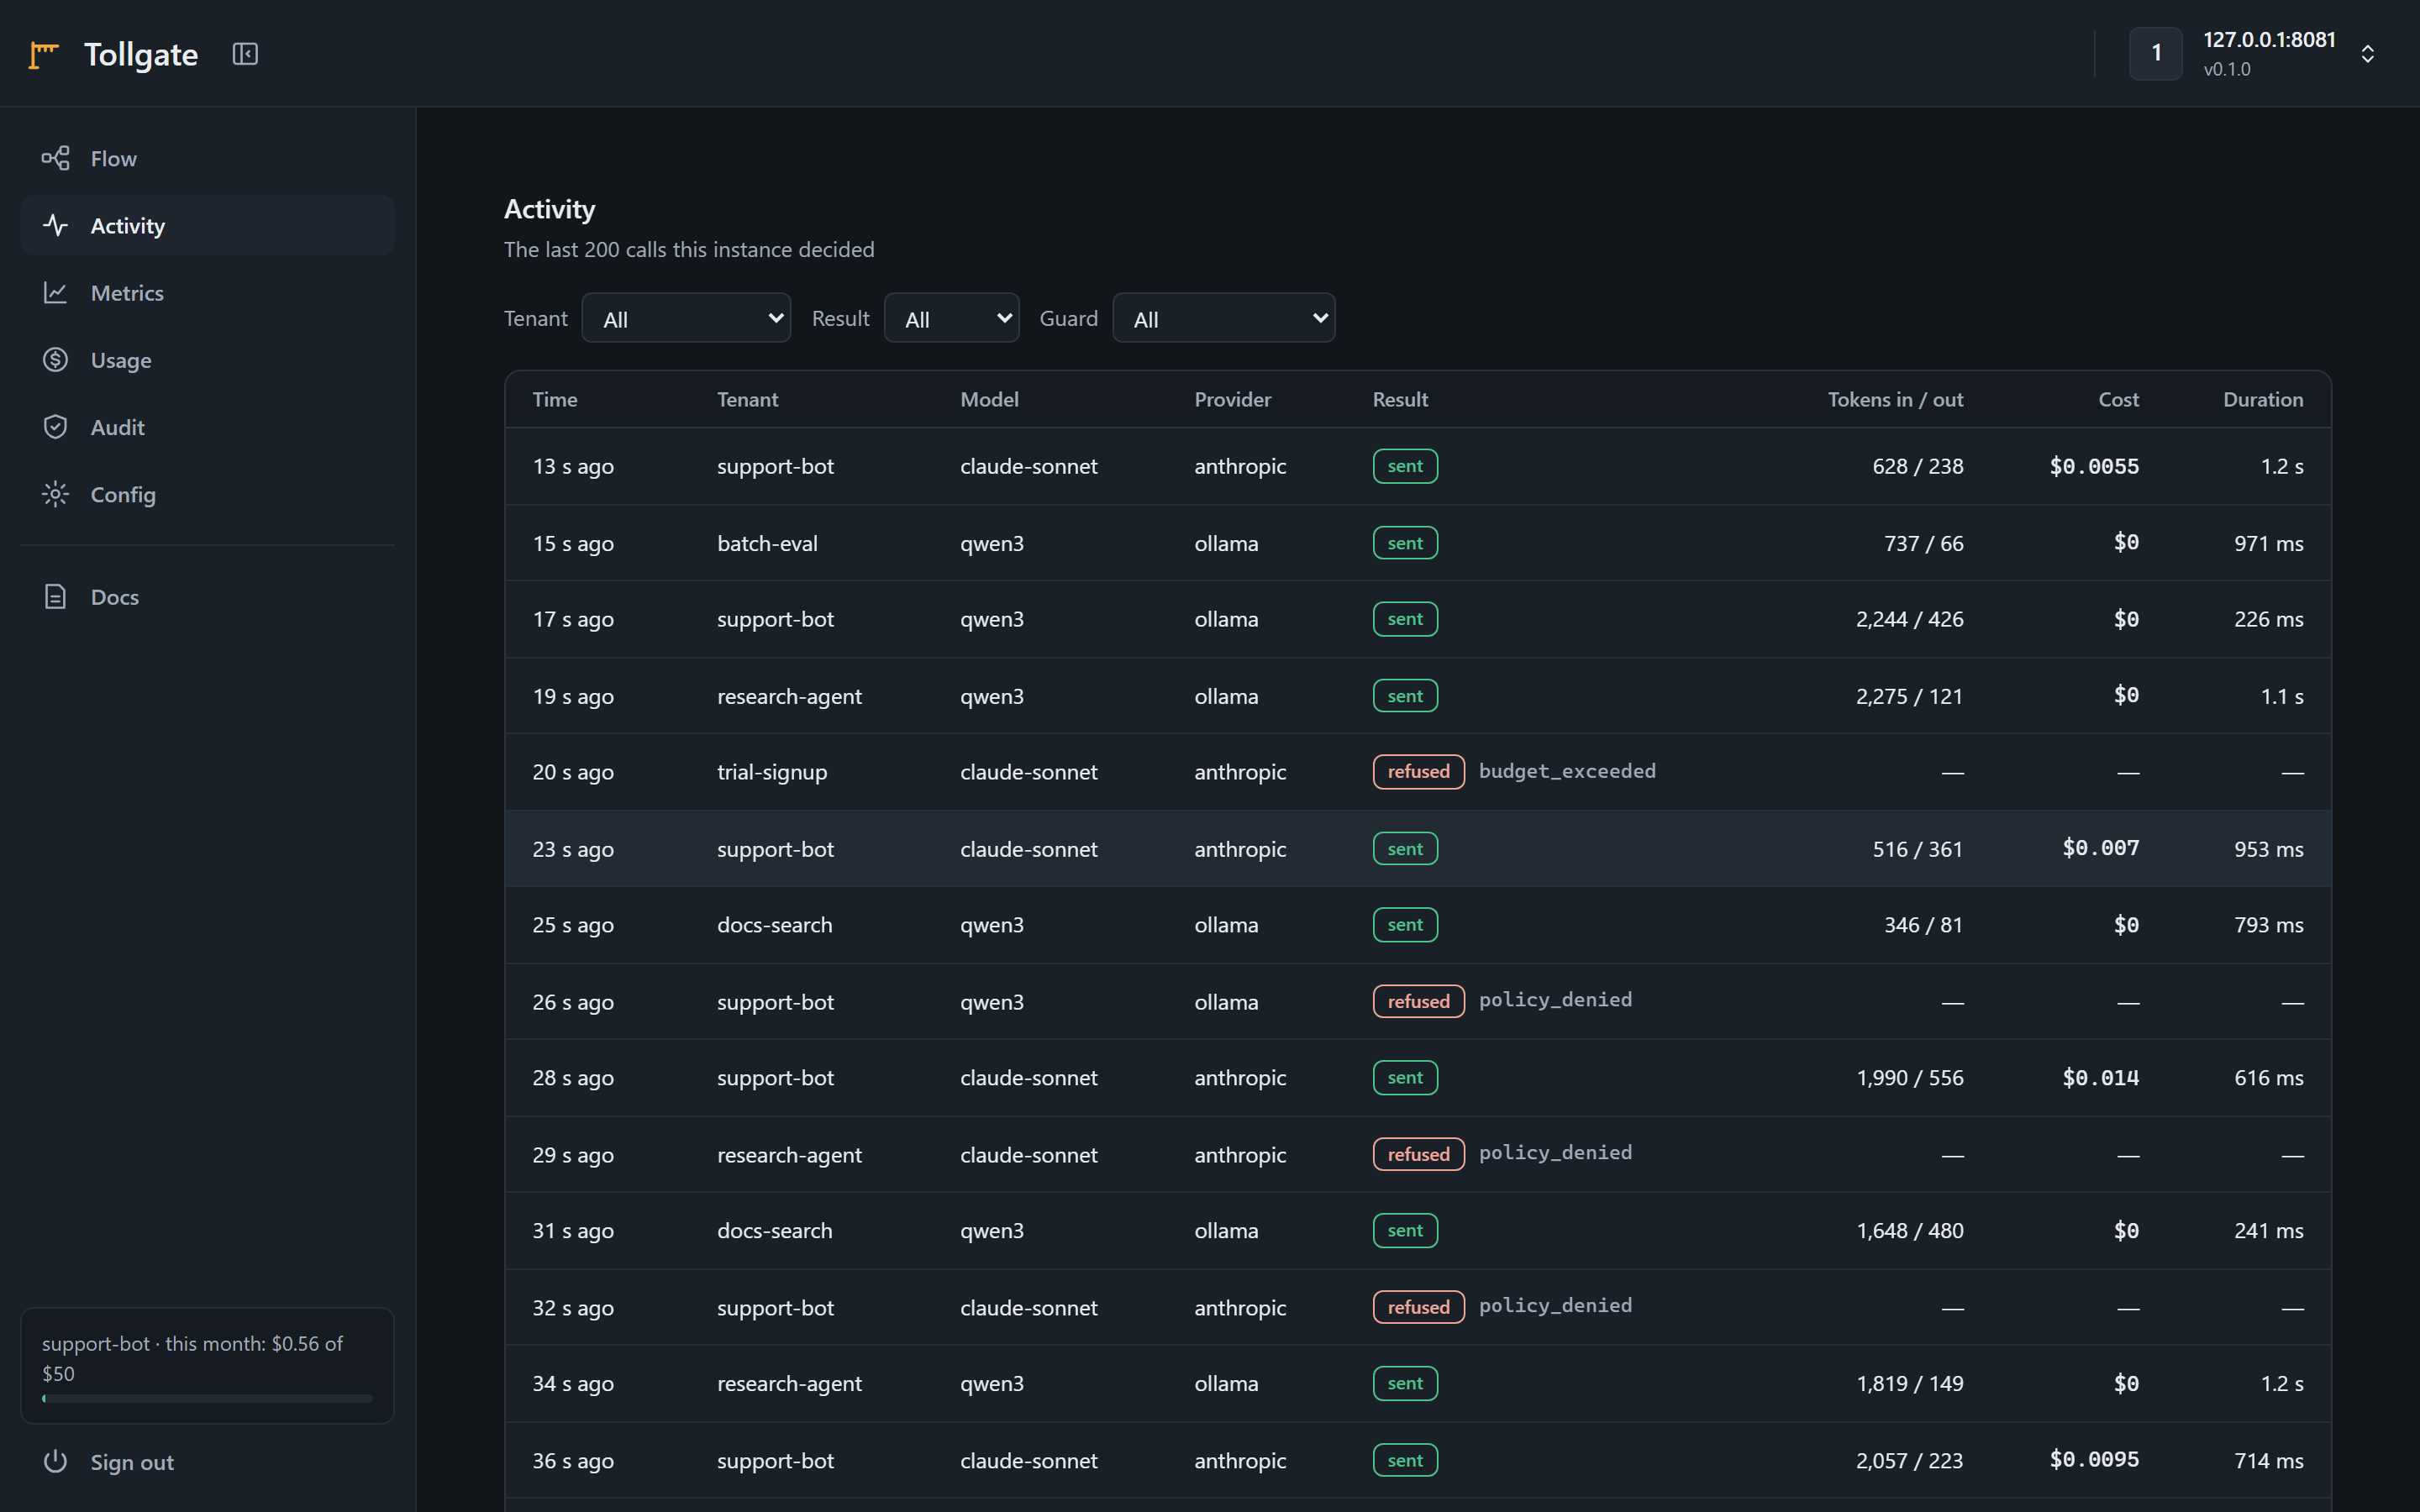 Tollgate
1
127.0.0.1:8081
v0.1.0
Flow
Activity
Metrics
Usage
Audit
Config
Docs
support-bot · this month: $0.56 of
$50
Sign out
Activity
The last 200 calls this instance decided
Tenant All Result All Guard All
Time Tenant Model Provider Result Tokens in / out Cost Duration
13 s ago support-bot claude-sonnet anthropic sent 628 / 238 $0.0055 1.2 s
15 s ago batch-eval qwen3 ollama sent 737 / 66 $0 971 ms
17 s ago support-bot qwen3 ollama sent 2,244 / 426 $0 226 ms
19 s ago research-agent qwen3 ollama sent 2,275 / 121 $0 1.1 s
20 s ago trial-signup claude-sonnet anthropic refused budget_exceeded — — —
23 s ago support-bot claude-sonnet anthropic sent 516 / 361 $0.007 953 ms
25 s ago docs-search qwen3 ollama sent 346 / 81 $0 793 ms
26 s ago support-bot qwen3 ollama refused policy_denied — — —
28 s ago support-bot claude-sonnet anthropic sent 1,990 / 556 $0.014 616 ms
29 s ago research-agent claude-sonnet anthropic refused policy_denied — — —
31 s ago docs-search qwen3 ollama sent 1,648 / 480 $0 241 ms
32 s ago support-bot claude-sonnet anthropic refused policy_denied — — —
34 s ago research-agent qwen3 ollama sent 1,819 / 149 $0 1.2 s
36 s ago support-bot claude-sonnet anthropic sent 2,057 / 223 $0.0095 714 ms